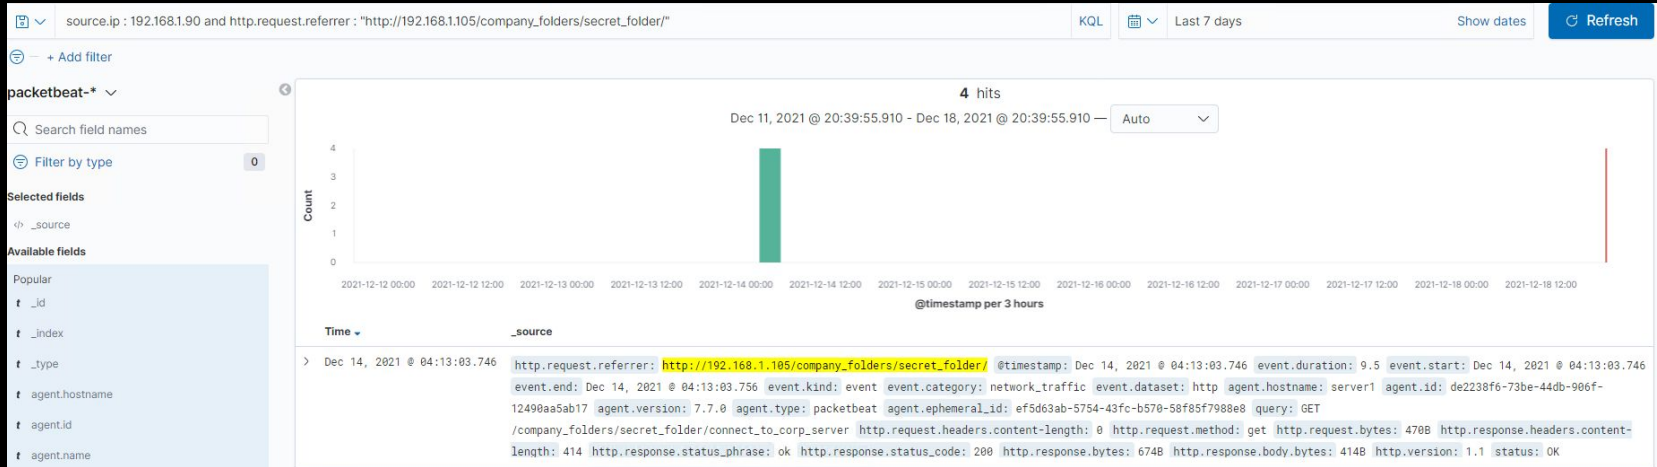 source.ip : 192.168.1.90 and http.request.referrer : "http://192.168.1.105/company_folders/secret_folder/"
KQL
Last 7 days
Show dates
Refresh
+ Add filter
packetbeat-*
Search field names
Filter by type
0
Selected fields
</> _source
Available fields
Popular
t _id
t _index
t _type
t agent.hostname
t agent.id
t agent.name
4 hits
Dec 11, 2021 @ 20:39:55.910 - Dec 18, 2021 @ 20:39:55.910 —
Auto
Count
4
3
2
1
0
2021-12-12 00:00 2021-12-12 12:00 2021-12-13 00:00 2021-12-13 12:00 2021-12-14 00:00 2021-12-14 12:00 2021-12-15 00:00 2021-12-15 12:00 2021-12-16 00:00 2021-12-16 12:00 2021-12-17 00:00 2021-12-17 12:00 2021-12-18 00:00 2021-12-18 12:00
@timestamp per 3 hours
Time _source
Dec 14, 2021 @ 04:13:03.746 http.request.referrer: http://192.168.1.105/company_folders/secret_folder/ @timestamp: Dec 14, 2021 @ 04:13:03.746 event.duration: 9.5 event.start: Dec 14, 2021 @ 04:13:03.746
event.end: Dec 14, 2021 @ 04:13:03.756 event.kind: event event.category: network_traffic event.dataset: http agent.hostname: server1 agent.id: de2238f6-73be-44db-906f-
12490aa5ab17 agent.version: 7.7.0 agent.type: packetbeat agent.ephemeral_id: ef5d63ab-5754-43fc-b570-58f85f7988e8 query: GET
/company_folders/secret_folder/connect_to_corp_server http.request.headers.content-length: 0 http.request.method: get http.request.bytes: 470B http.response.headers.content-
length: 414 http.response.status_phrase: ok http.response.status_code: 200 http.response.bytes: 674B http.response.body.bytes: 414B http.version: 1.1 status: OK